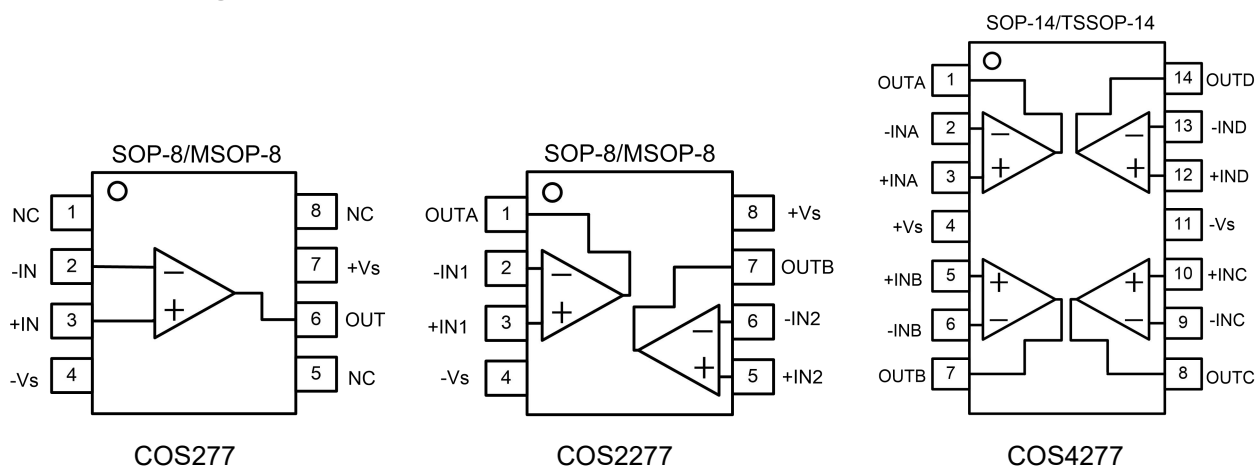 SOP-8/MSOP-8
NC 1
8 NC
-IN 2
7 +Vs
+IN 3
6 OUT
-Vs 4
5 NC
− +
COS277
SOP-8/MSOP-8
OUTA 1
8 +Vs
-IN1 2
7 OUTB
+IN1 3
6 -IN2
-Vs 4
5 +IN2
− +
− +
COS2277
SOP-14/TSSOP-14
OUTA 1
14 OUTD
-INA 2
13 -IND
+INA 3
12 +IND
+Vs 4
11 -Vs
+INB 5
10 +INC
-INB 6
9 -INC
OUTB 7
8 OUTC
− +
− +
+ −
+ −
COS4277